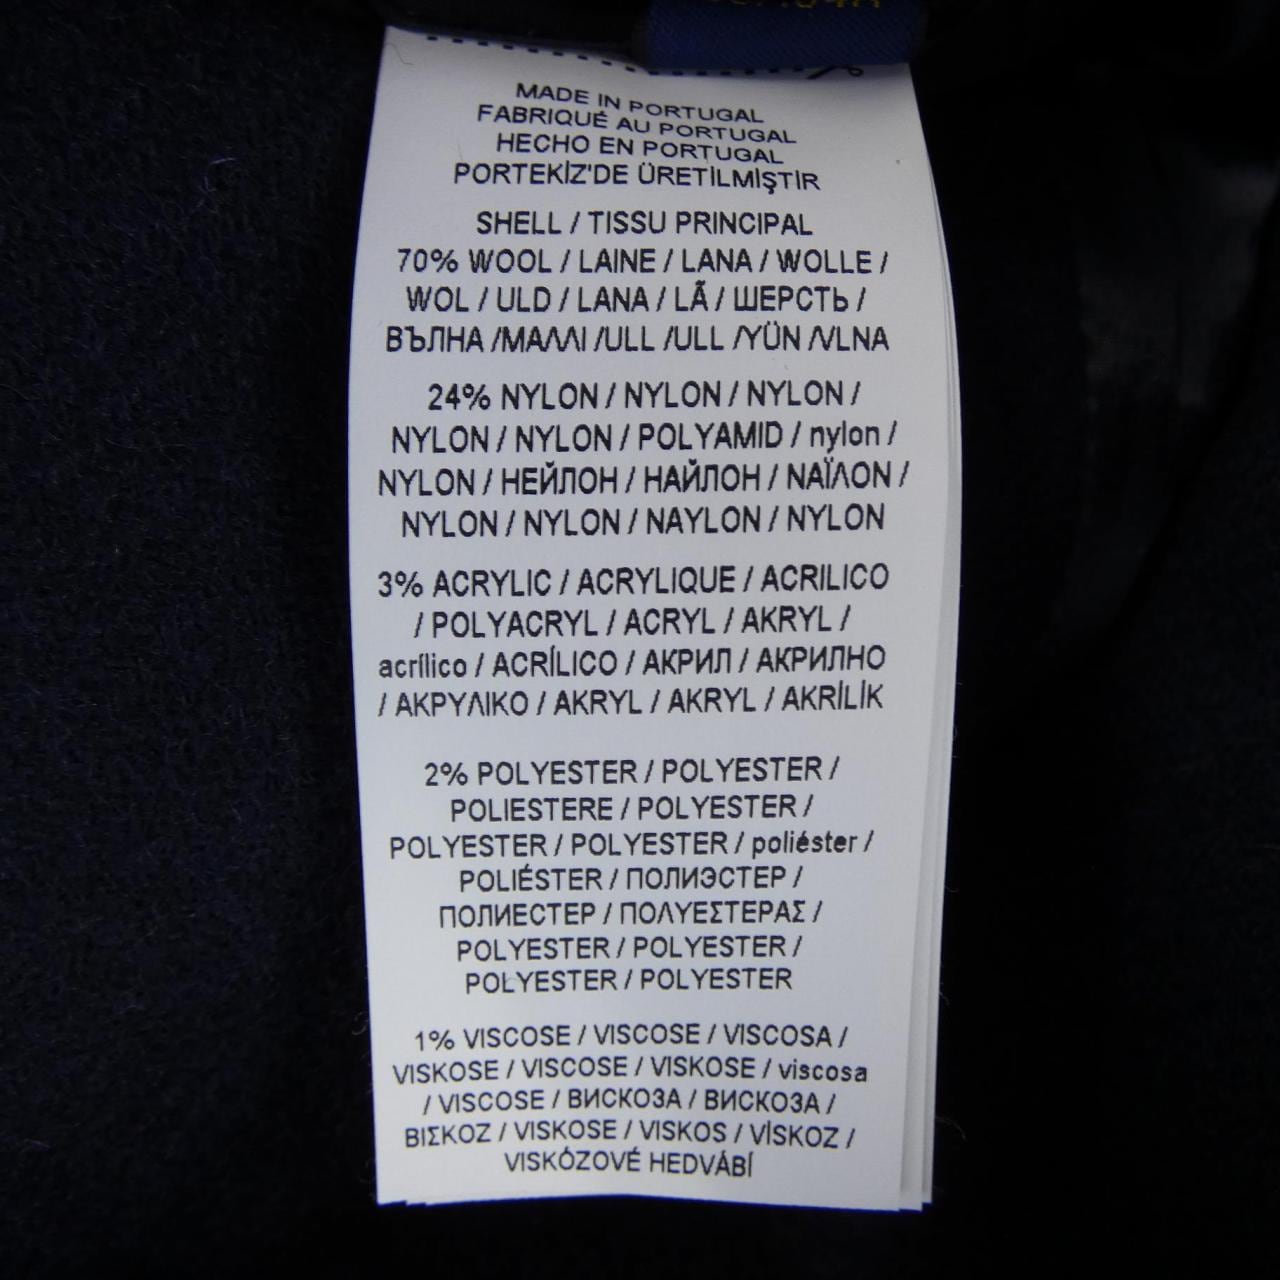 MADE IN PORTUGAL
FABRIQUÉ AU PORTUGAL
HECHO EN PORTUGAL
PORTEKİZ'DE ÜRETİLMİŞTİR
SHELL / TISSU PRINCIPAL
70% WOOL / LAINE / LANA / WOLLE /
WOL / ULD / LANA / LÃ / ШЕРСТЬ /
ВЪЛНА /ΜΑΛΛΙ /ULL /ULL /YÜN /VLNA
24% NYLON / NYLON / NYLON /
NYLON / NYLON / POLYAMID / nylon /
NYLON / НЕЙЛОН / НАЙЛОН / ΝΑΪΛΟΝ /
NYLON / NYLON / NAYLON / NYLON
3% ACRYLIC / ACRYLIQUE / ACRILICO
/ POLYACRYL / ACRYL / AKRYL /
acrílico / ACRÍLICO / АКРИЛ / АКРИЛНО
/ ΑΚΡΥΛΙΚΟ / AKRYL / AKRYL / AKRİLİK
2% POLYESTER / POLYESTER /
POLIESTERE / POLYESTER /
POLYESTER / POLYESTER / poliéster /
POLIÉSTER / ПОЛИЭСТЕР /
ПОЛИЕСТЕР / ΠΟΛΥΕΣΤΕΡΑΣ /
POLYESTER / POLYESTER /
POLYESTER / POLYESTER
1% VISCOSE / VISCOSE / VISCOSA /
VISKOSE / VISCOSE / VISKOSE / viscosa
/ VISCOSE / ВИСКОЗА / ВИСКОЗА /
ΒΙΣΚΟΖ / VISKOSE / VISKOS / VİSKOZ /
VISKÓZOVÉ HEDVÁBÍ